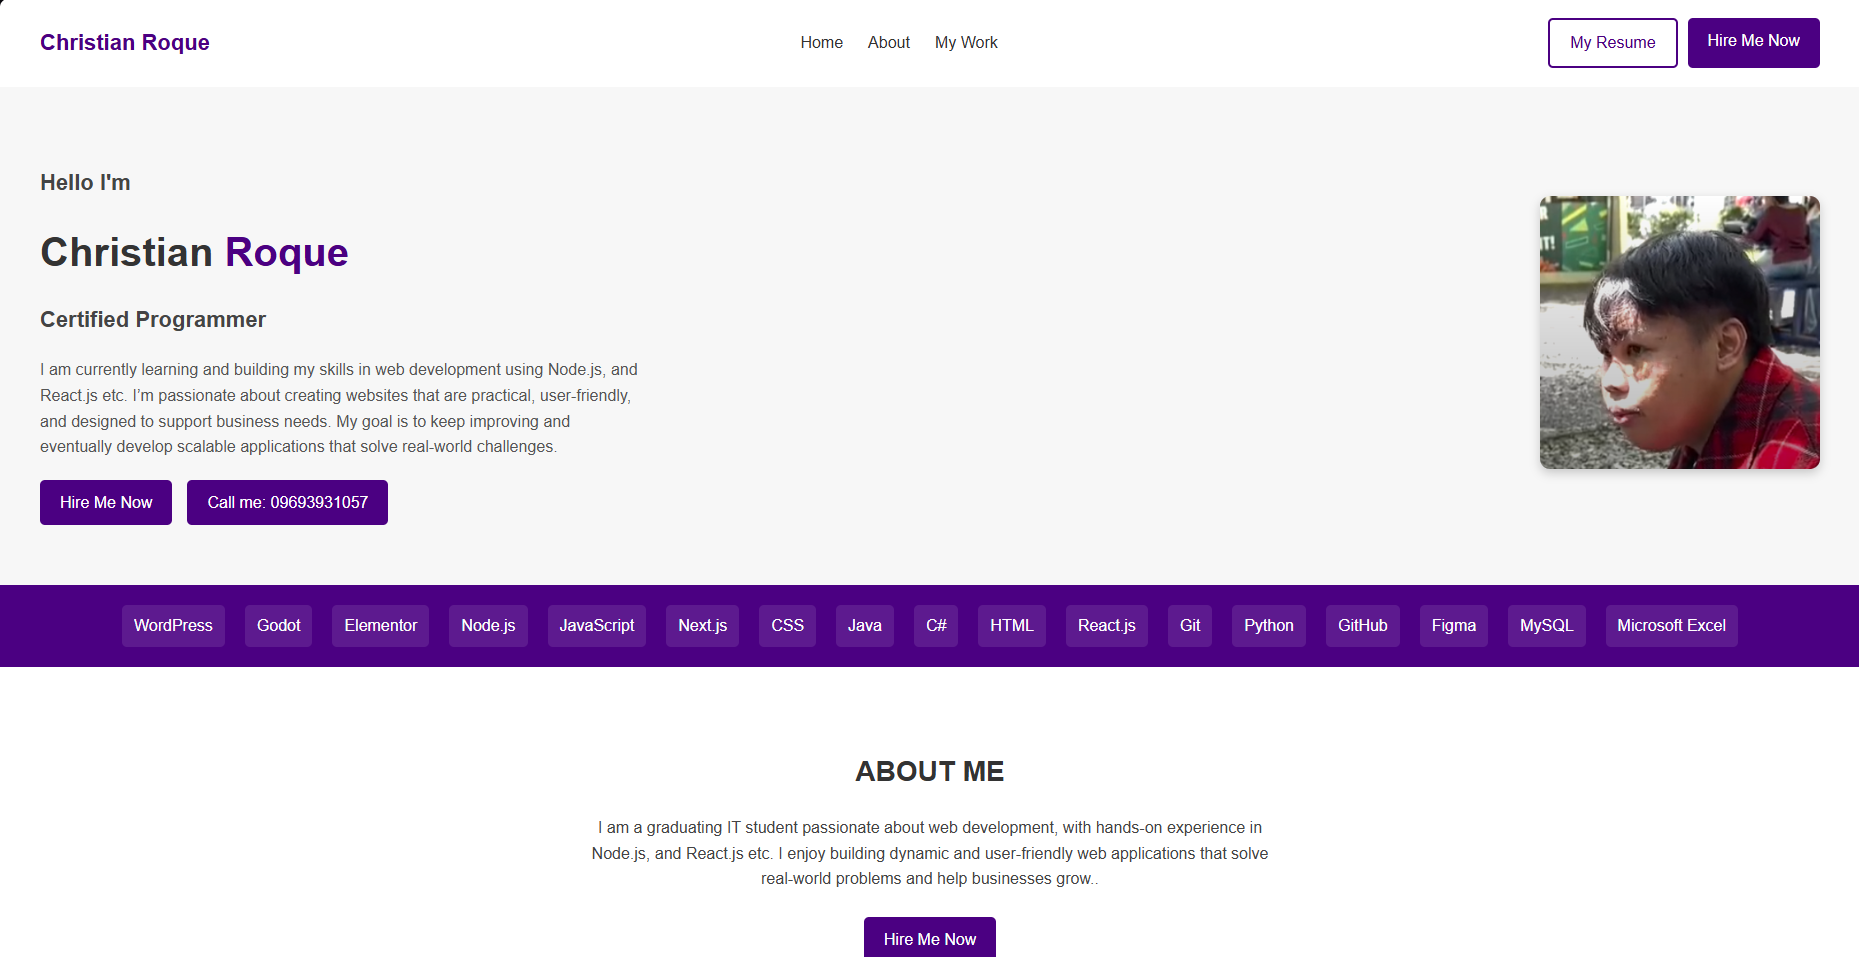 Christian Roque
Home About My Work
My Resume Hire Me Now
Hello I'm
Christian Roque
Certified Programmer
I am currently learning and building my skills in web development using Node.js, and
React.js etc. I’m passionate about creating websites that are practical, user-friendly,
and designed to support business needs. My goal is to keep improving and
eventually develop scalable applications that solve real-world challenges.
Hire Me Now Call me: 09693931057
WordPress Godot Elementor Node.js JavaScript Next.js CSS Java C# HTML React.js Git Python GitHub Figma MySQL Microsoft Excel
ABOUT ME
I am a graduating IT student passionate about web development, with hands-on experience in
Node.js, and React.js etc. I enjoy building dynamic and user-friendly web applications that solve
real-world problems and help businesses grow..
Hire Me Now